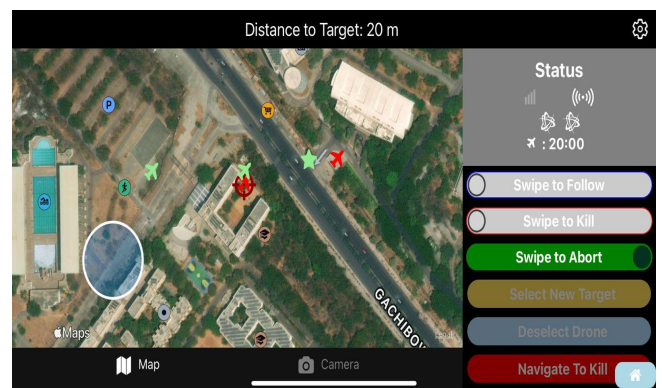 Distance to Target: 20 m
Status
: 20:00
P
Swipe to Follow
Swipe to Kill
Swipe to Abort
Select New Target
Deselect Drone
Navigate To Kill
GACHIBOW
Maps
Map
Camera